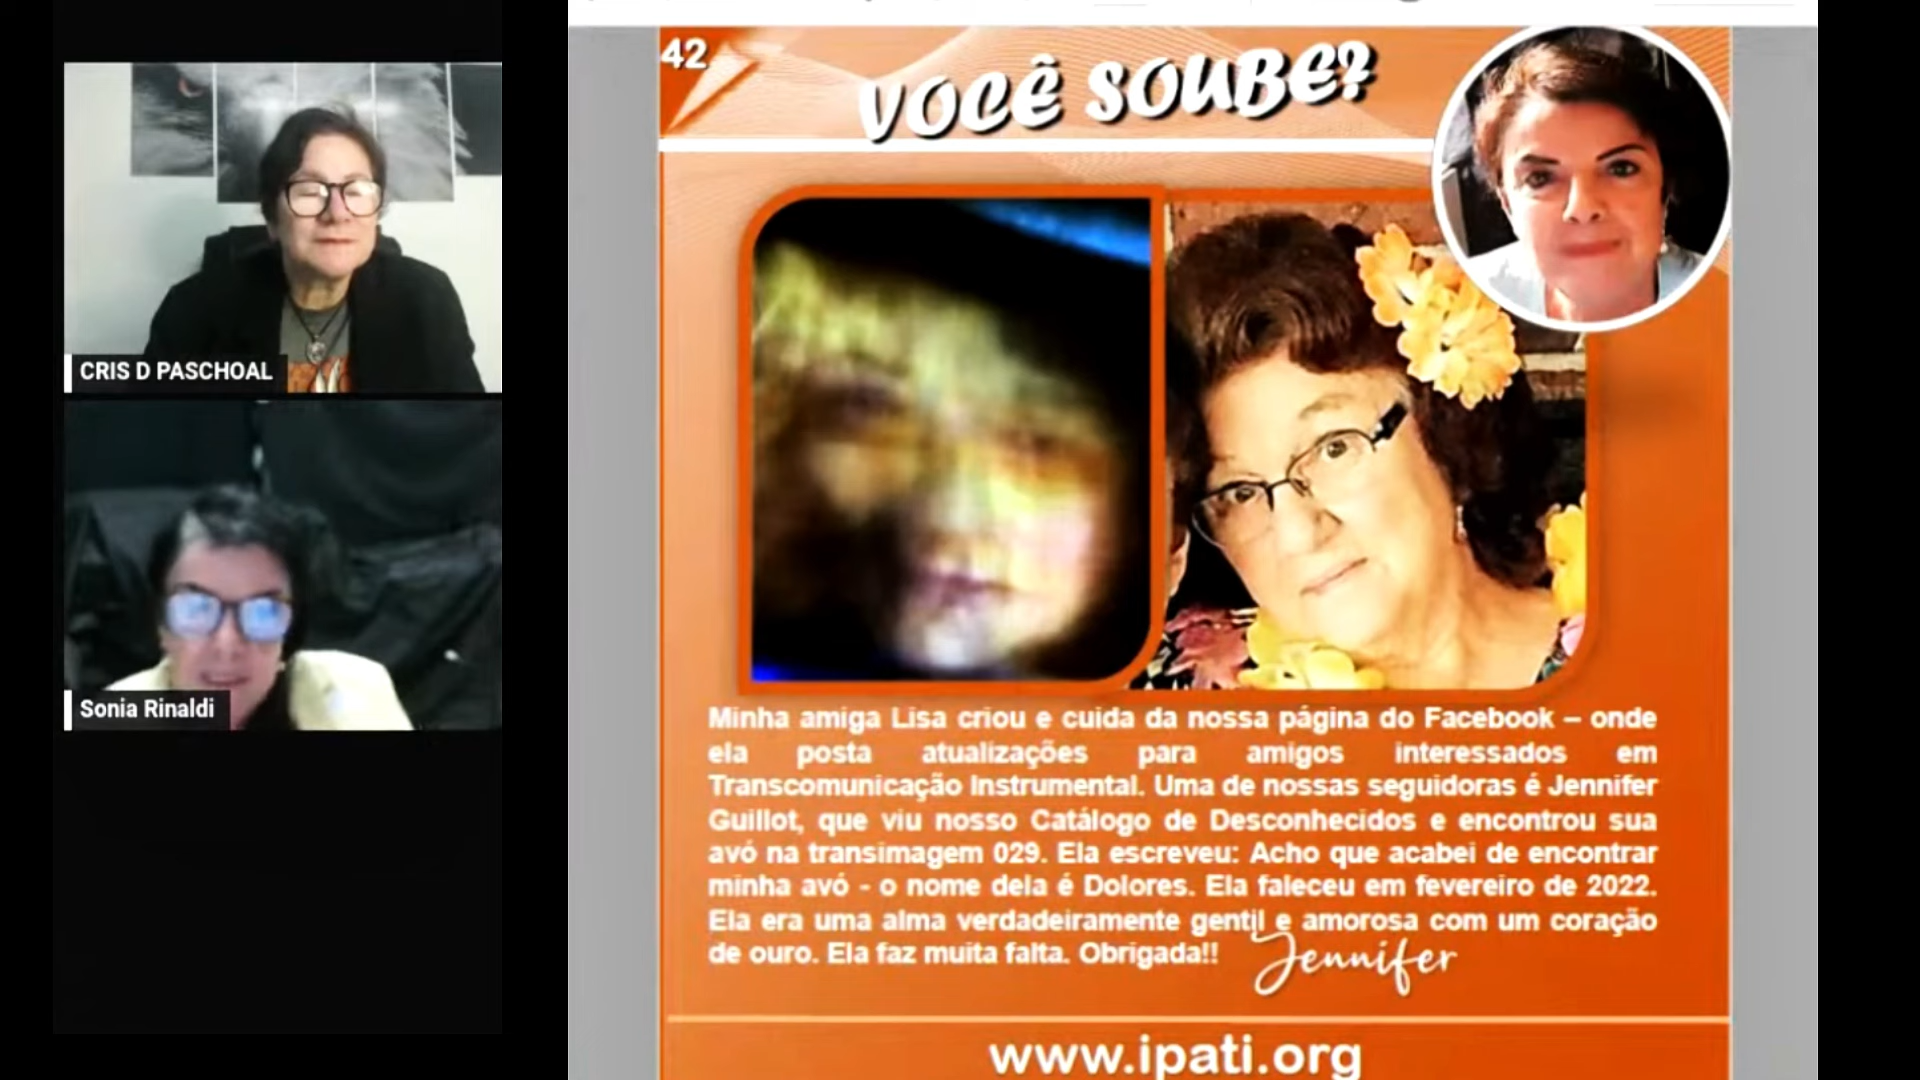 CRIS D PASCHOAL
Sonia Rinaldi
42
VOCÊ SOUBE?
Minha amiga Lisa criou e cuida da nossa página do Facebook – onde
ela posta atualizações para amigos interessados em
Transcomunicação Instrumental. Uma de nossas seguidoras é Jennifer
Guillot, que viu nosso Catálogo de Desconhecidos e encontrou sua
avó na transimagem 029. Ela escreveu: Acho que acabei de encontrar
minha avó - o nome dela é Dolores. Ela faleceu em fevereiro de 2022.
Ela era uma alma verdadeiramente gentil e amorosa com um coração
de ouro. Ela faz muita falta. Obrigada!!
Jennifer
www.ipati.org